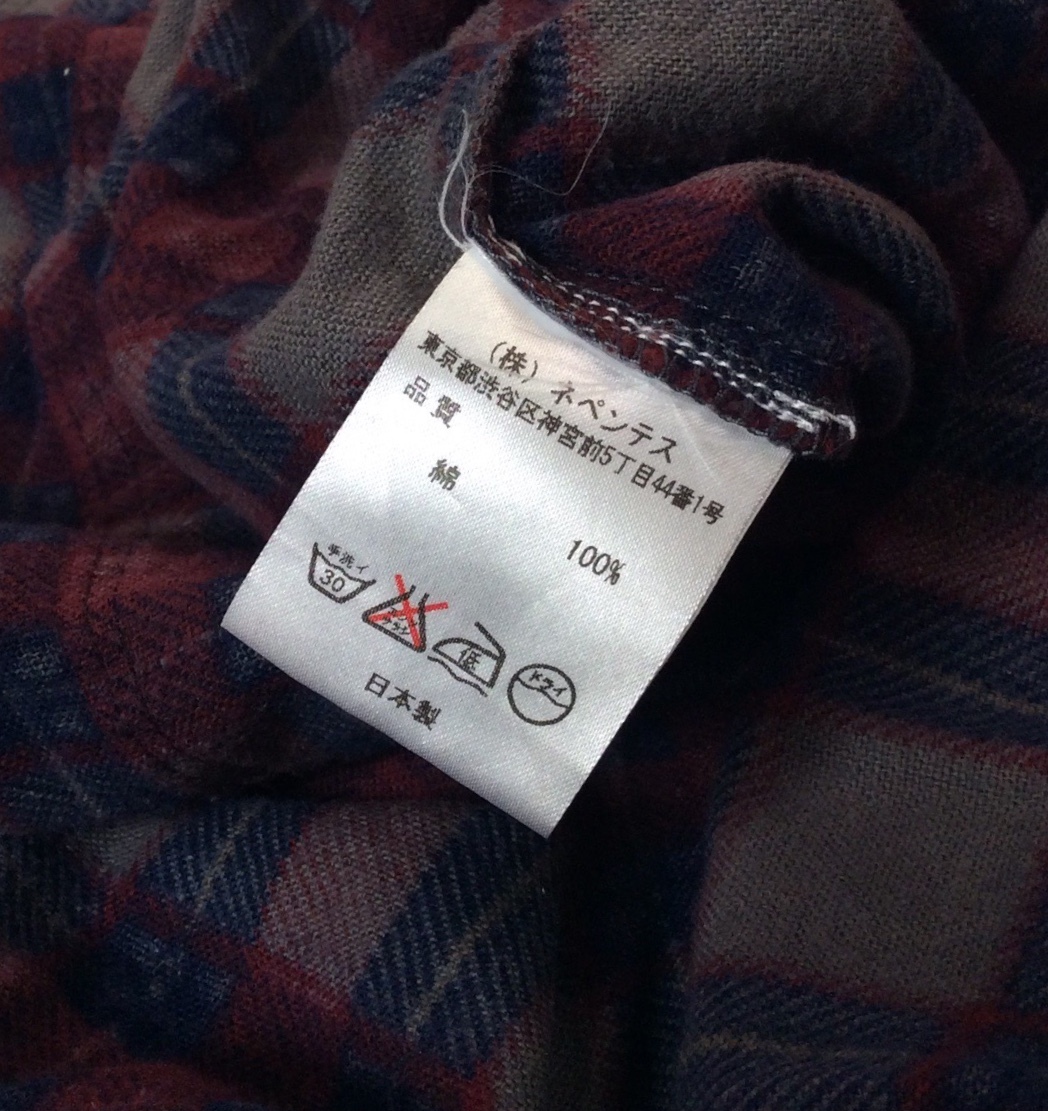 (株) ネペンテス
東京都渋谷区神宮前5丁目44番1号
品質
綿
100%
手洗イ
30
低
ドライ
日本製